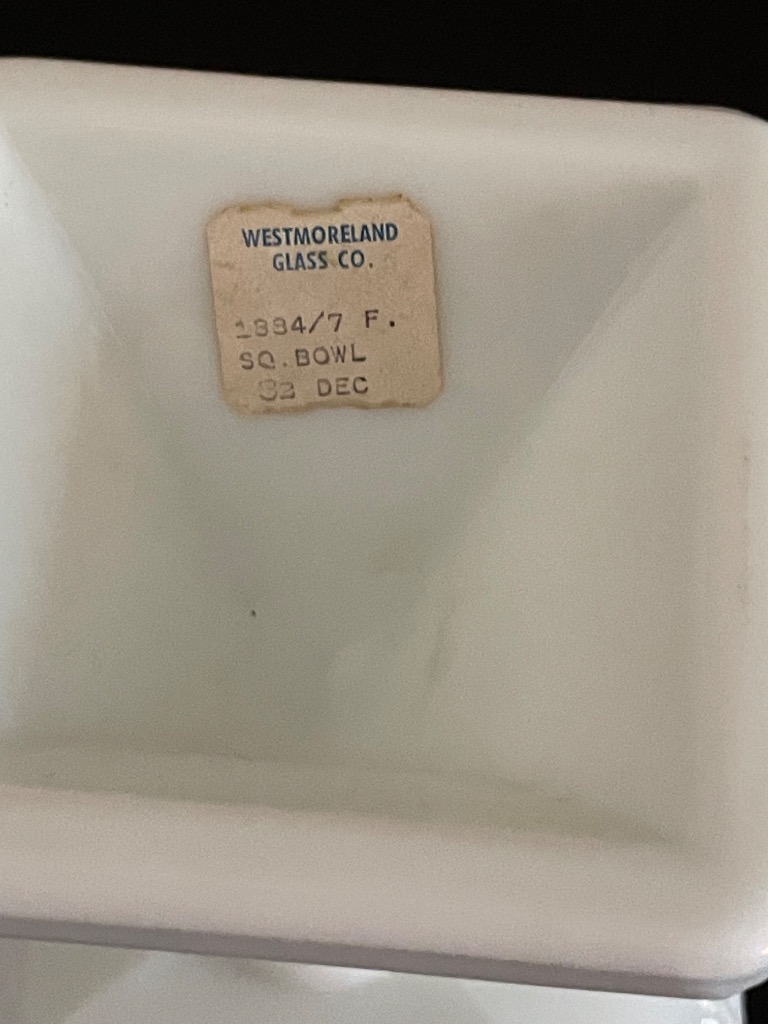 WESTMORELAND
GLASS CO.
1884/7 F.
SQ.BOWL
32 DEC